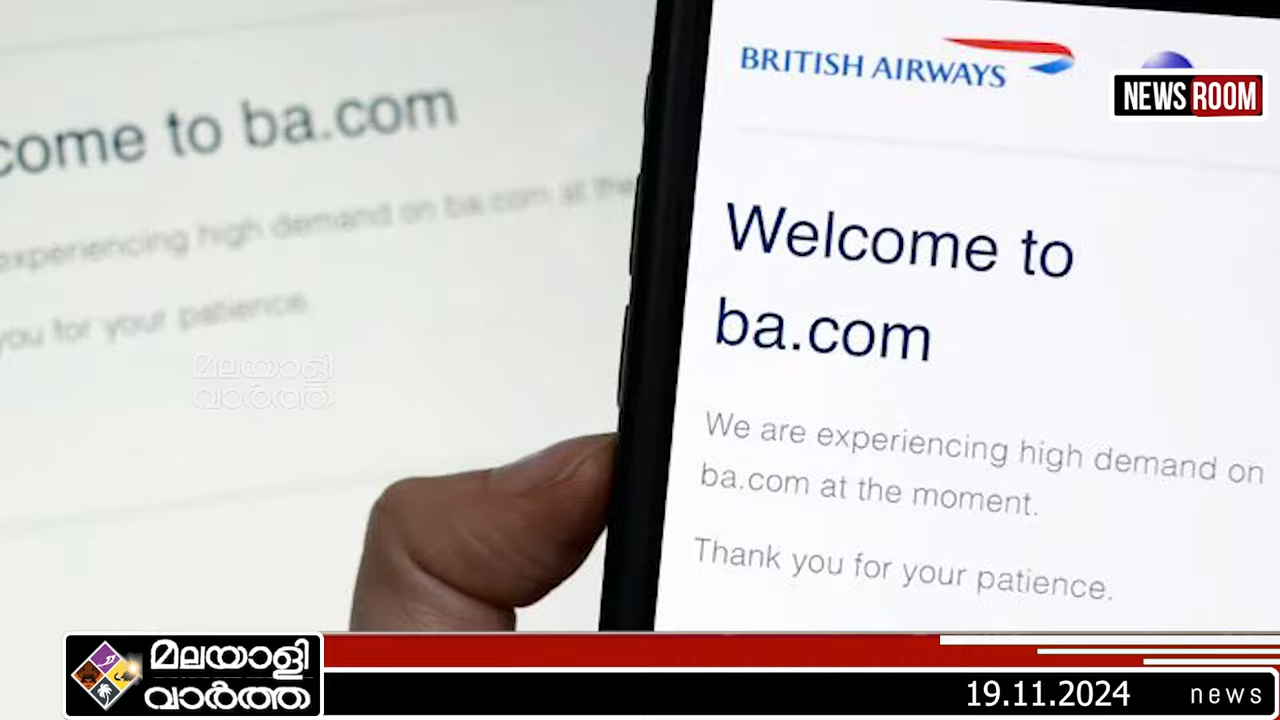 come to ba.com
experiencing high demand on ba.com at the
you for your patience.
മലയാളി
വാർത്ത
BRITISH AIRWAYS
NEWS ROOM
Welcome to
ba.com
We are experiencing high demand on
ba.com at the moment.
Thank you for your patience.
മലയാളി
വാർത്ത
19.11.2024
news